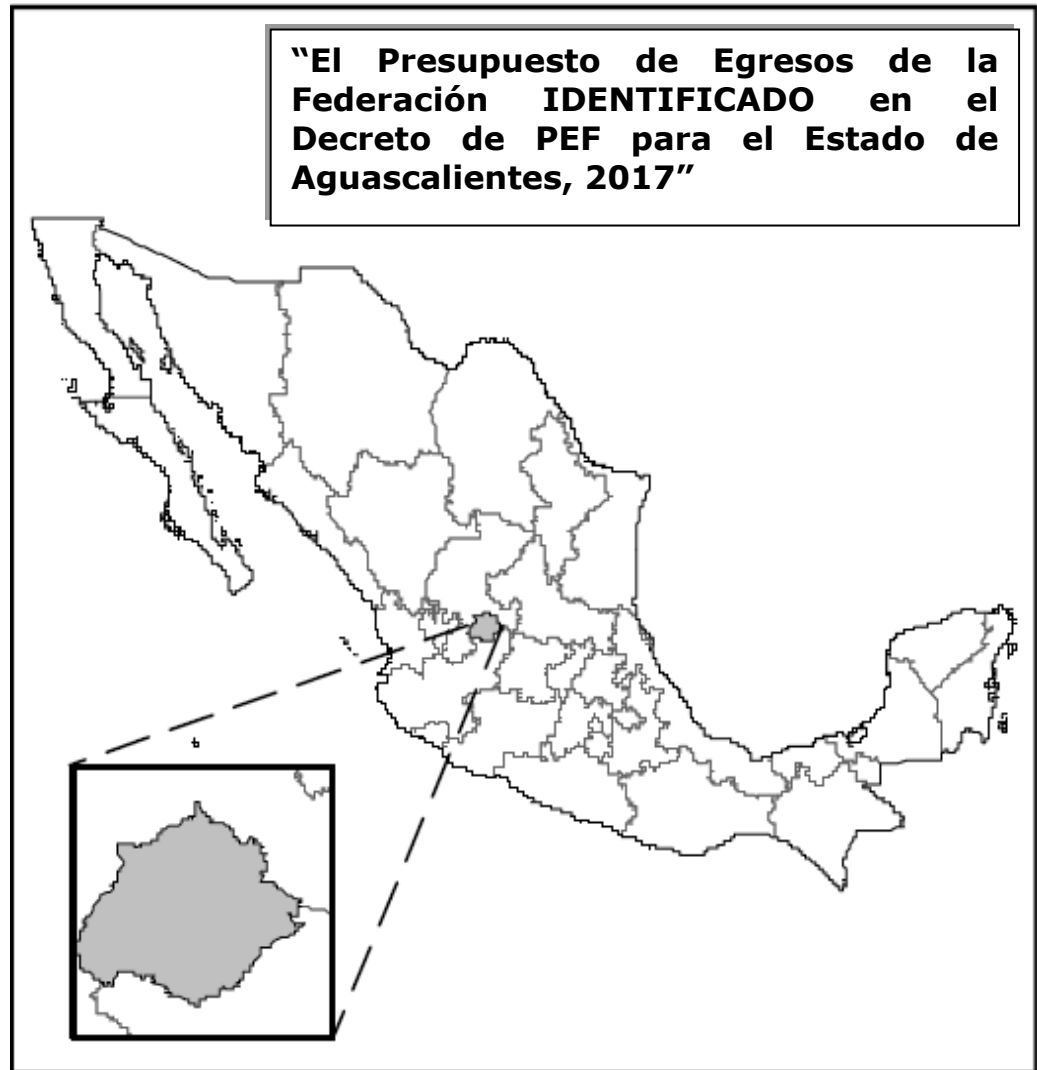 “El Presupuesto de Egresos de la
Federación IDENTIFICADO en el
Decreto de PEF para el Estado de
Aguascalientes, 2017”